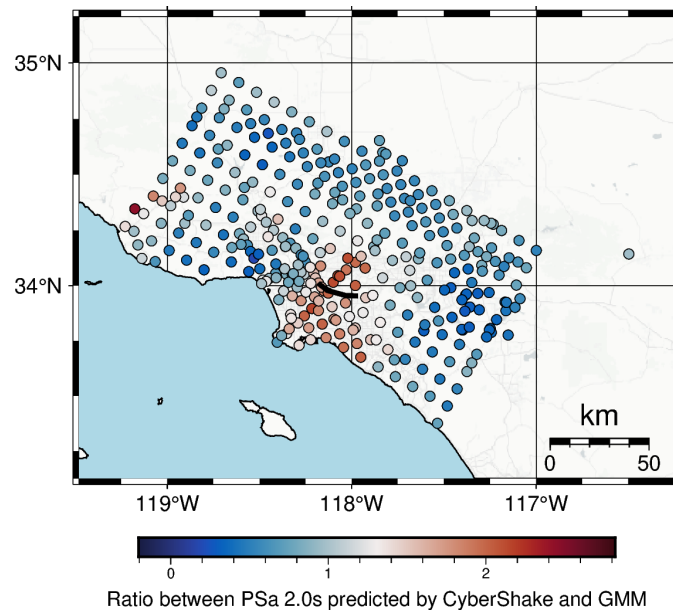 35°N
34°N
km
0 50
119°W 118°W 117°W
0 1 2
Ratio between PSa 2.0s predicted by CyberShake and GMM